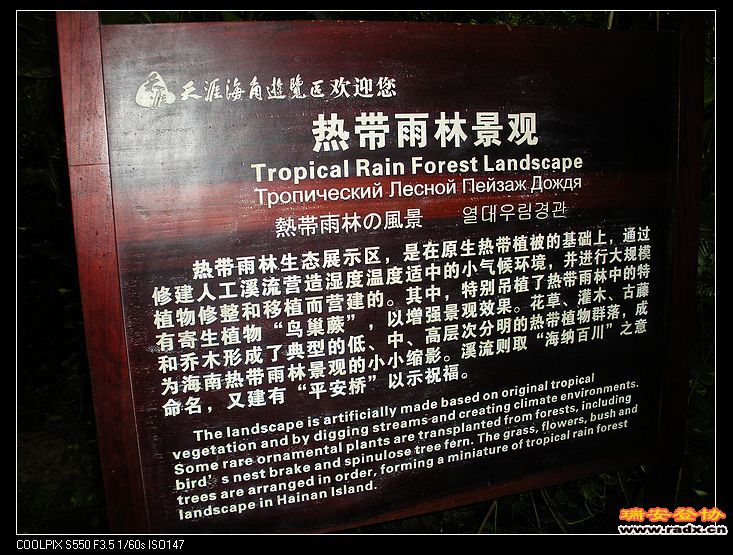 天涯海角遊覽区欢迎您
热带雨林景观
Tropical Rain Forest Landscape
Тропический Лесной Пейзаж Дождя
熱帯雨林の風景 열대우림경관
热带雨林生态展示区，是在原生热带植被的基础上，通过
修建人工溪流营造湿度温度适中的小气候环境，并进行大规模
植物修整和移植而营建的。其中，特别吊植了热带雨林中的特
有寄生植物“鸟巢蕨”，以增强景观效果。花草、灌木、古藤
和乔木形成了典型的低、中、高层次分明的热带植物群落，成
为海南热带雨林景观的小小缩影。溪流则取“海纳百川”之意
命名，又建有“平安桥”以示祝福。
The landscape is artificially made based on original tropical
vegetation and by digging streams and creating climate environments.
Some rare ornamental plants are transplanted from forests, including
bird’s nest brake and spinulose tree fern. The grass, flowers, bush and
trees are arranged in order, forming a miniature of tropical rain forest
landscape in Hainan Island.
瑞安登协
www.radx.cn
COOLPIX S550 F3.5 1/60s ISO147